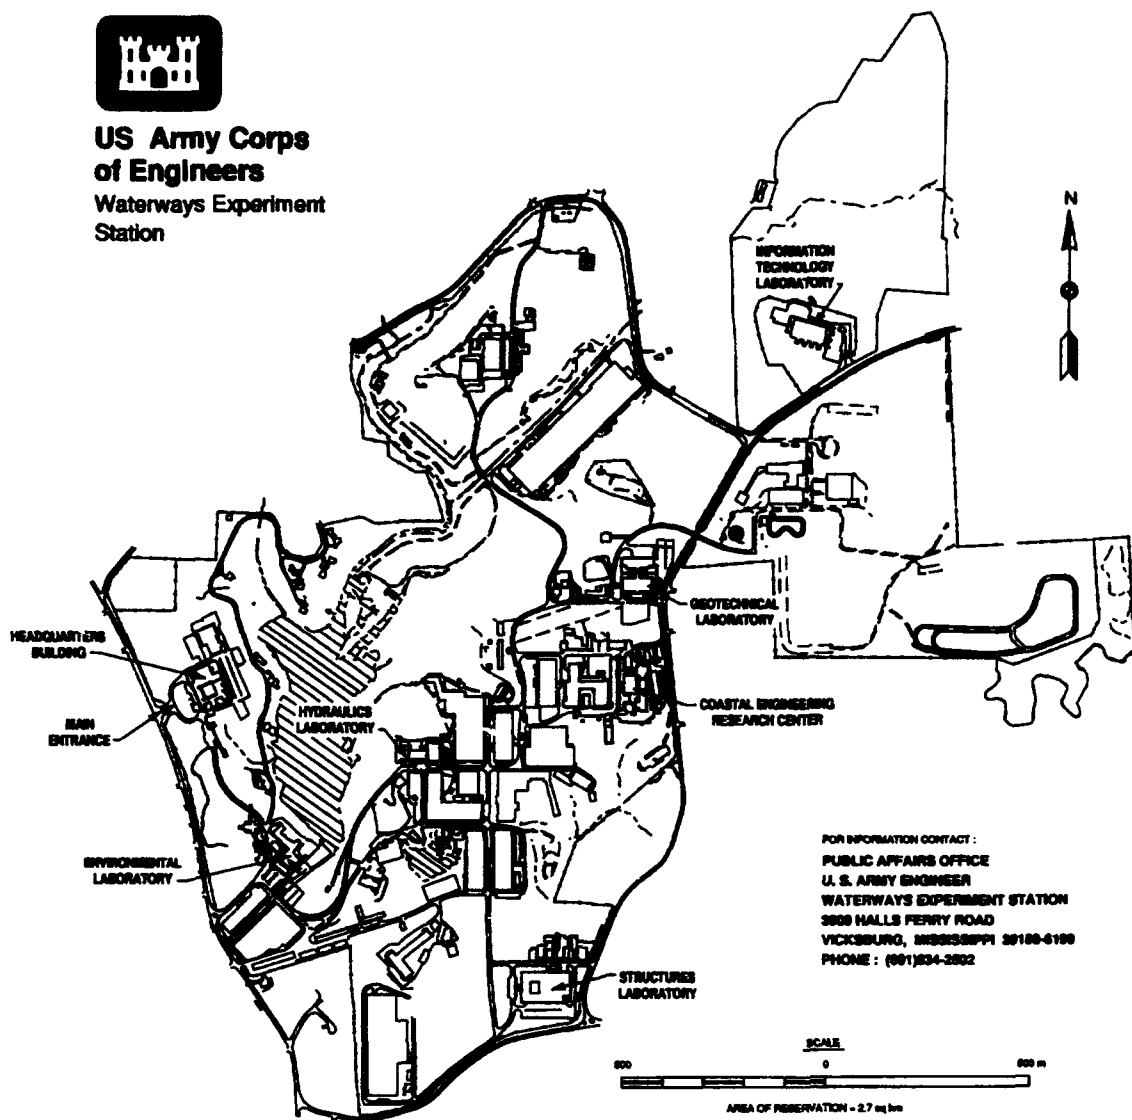 US Army Corps
of Engineers
Waterways Experiment
Station
N
INFORMATION
TECHNOLOGY
LABORATORY
GEOTECHNICAL
LABORATORY
HEADQUARTERS
BUILDING
MAIN
ENTRANCE
HYDRAULICS
LABORATORY
COASTAL ENGINEERING
RESEARCH CENTER
ENVIRONMENTAL
LABORATORY
STRUCTURES
LABORATORY
FOR INFORMATION CONTACT :
PUBLIC AFFAIRS OFFICE
U. S. ARMY ENGINEER
WATERWAYS EXPERIMENT STATION
HALLS FERRY ROAD
VICKSBURG, MISSISSIPPI
PHONE :
SCALE
0
m
AREA OF RESERVATION - 2.7 sq km